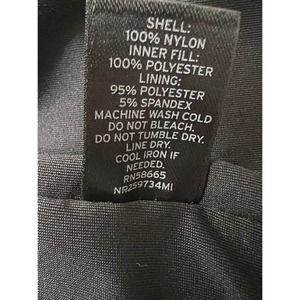 SHELL:
100% NYLON
INNER FILL:
100% POLYESTER
LINING:
95% POLYESTER
5% SPANDEX
MACHINE WASH COLD
DO NOT BLEACH.
DO NOT TUMBLE DRY.
LINE DRY.
COOL IRON IF
NEEDED.
RN58665
NR259734MI